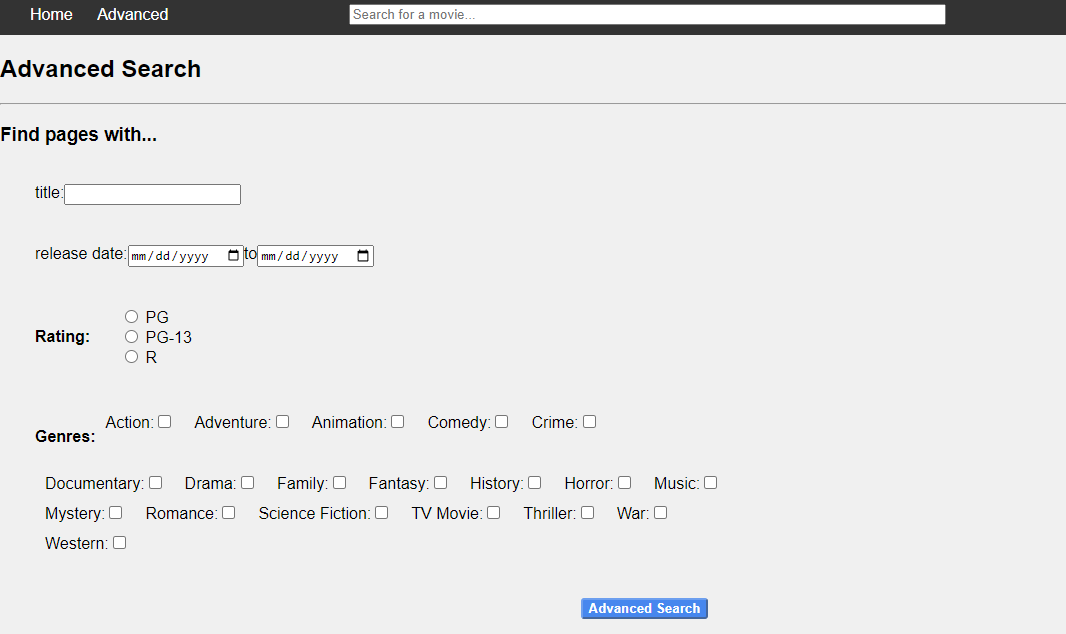 Home Advanced Search for a movie...
Advanced Search
Find pages with...
title:
release date: mm/dd/yyyy to mm/dd/yyyy
PG
Rating: PG-13
R
Action: Adventure: Animation: Comedy: Crime:
Genres:
Documentary: Drama: Family: Fantasy: History: Horror: Music:
Mystery: Romance: Science Fiction: TV Movie: Thriller: War:
Western:
Advanced Search